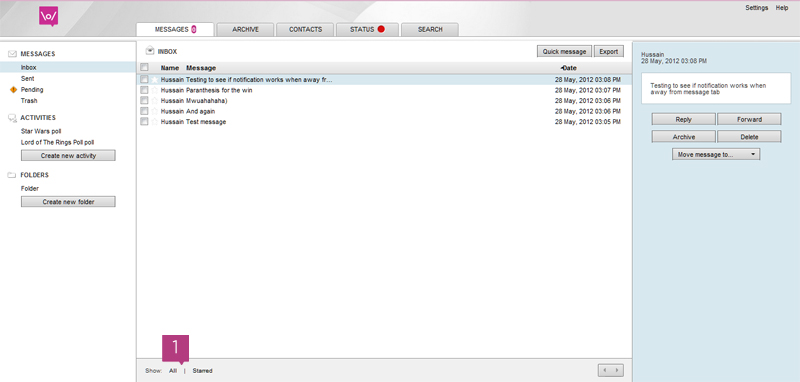 \o/
Settings Help
MESSAGES 0 ARCHIVE CONTACTS STATUS SEARCH
MESSAGES
Inbox
Sent
Pending
Trash
ACTIVITIES
Star Wars poll
Lord of The Rings Poll poll
Create new activity
FOLDERS
Folder
Create new folder
INBOX Quick message Export
Name Message Date
Hussain Testing to see if notification works when away fr... 28 May, 2012 03:08 PM
Hussain Paranthesis for the win 28 May, 2012 03:07 PM
Hussain Mwuahahaha) 28 May, 2012 03:06 PM
Hussain And again 28 May, 2012 03:06 PM
Hussain Test message 28 May, 2012 03:05 PM
1
Show: All | Starred
Hussain
28 May, 2012 03:08 PM
Testing to see if notification works when
away from message tab
Reply Forward
Archive Delete
Move message to...